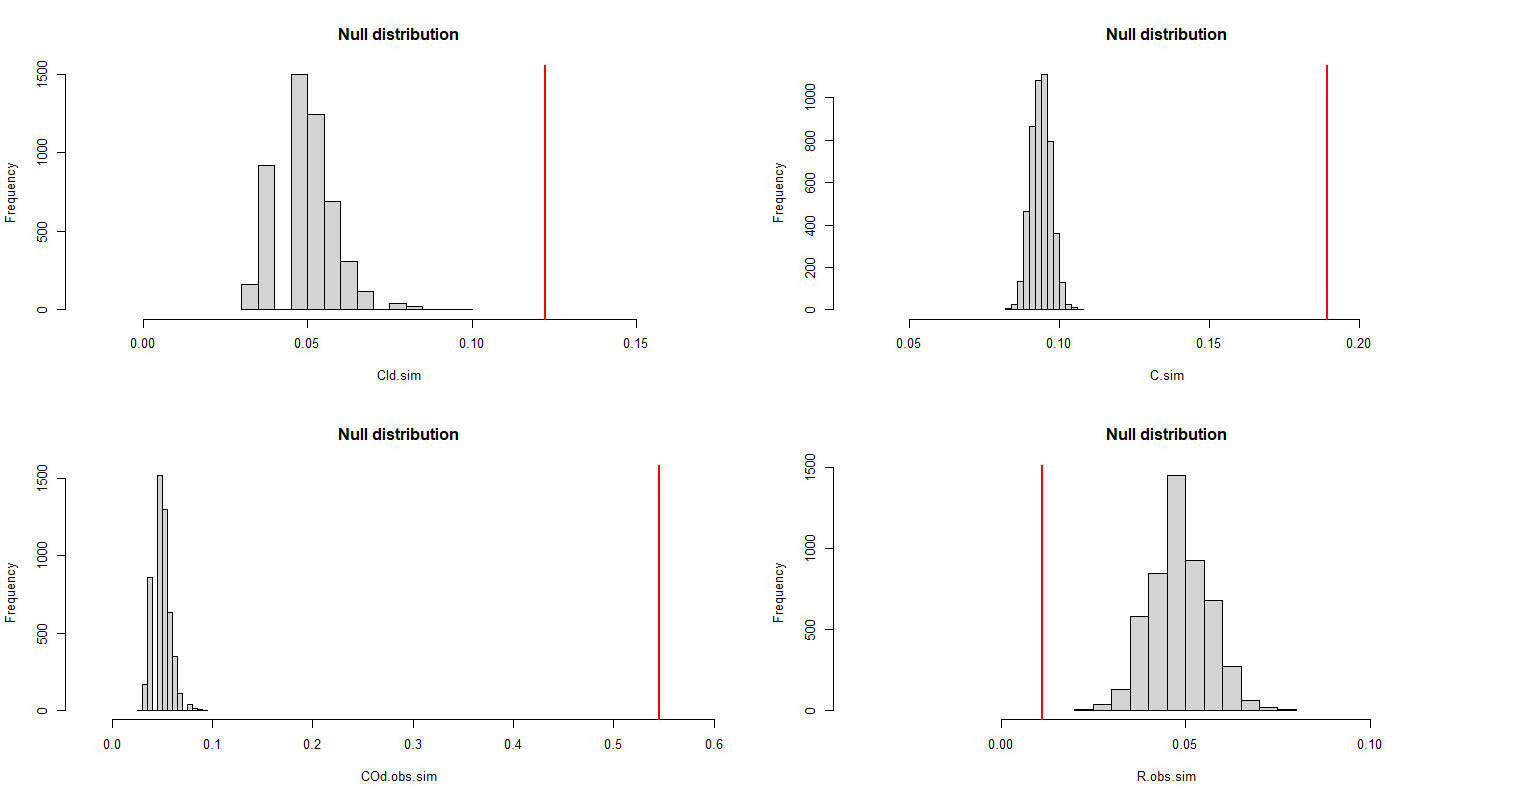 Null distribution
Frequency
0
500
1000
1500
0.00 0.05 0.10 0.15
Cld.sim
Null distribution
Frequency
0
200
400
600
800
1000
0.05 0.10 0.15 0.20
C.sim
Null distribution
Frequency
0
500
1000
1500
0.0 0.1 0.2 0.3 0.4 0.5 0.6
COd.obs.sim
Null distribution
Frequency
0
500
1000
1500
0.00 0.05 0.10
R.obs.sim